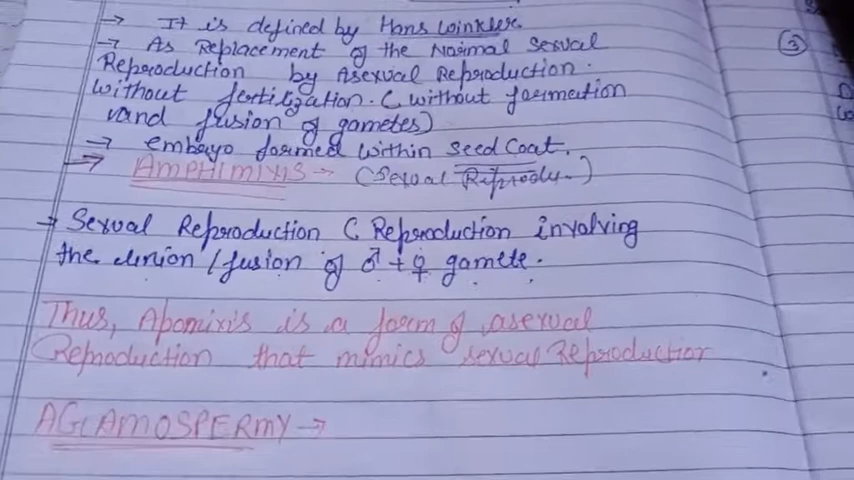 → It is defined by Hans Winkler.
③
→ As Replacement of the Normal Sexual
Reproduction by Asexual Reproduction.
without fertilization. ( without formation
and fusion of gametes)
→ embryo formed within Seed Coat.
→ AMPHIMIXIS → (Sexual Reprodu..)
→ Sexual Reproduction ( Reproduction involving
the union / fusion of ♂ + ♀ gamete.
Thus, Apomixis is a form of asexual
Reproduction that mimics sexual Reproduction
AGAMOSPERMY →